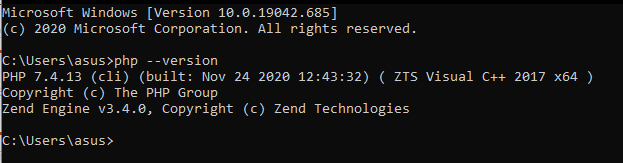 Microsoft Windows [Version 10.0.19042.685]
(c) 2020 Microsoft Corporation. All rights reserved.
C:\Users\asus>php --version
PHP 7.4.13 (cli) (built: Nov 24 2020 12:43:32) ( ZTS Visual C++ 2017 x64 )
Copyright (c) The PHP Group
Zend Engine v3.4.0, Copyright (c) Zend Technologies
C:\Users\asus>